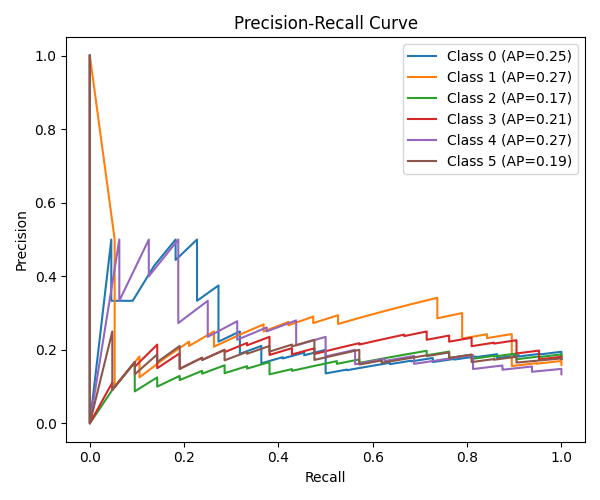 Precision-Recall Curve
Class 0 (AP=0.25)
Class 1 (AP=0.27)
Class 2 (AP=0.17)
Class 3 (AP=0.21)
Class 4 (AP=0.27)
Class 5 (AP=0.19)
Precision
1.0
0.8
0.6
0.4
0.2
0.0
0.0 0.2 0.4 0.6 0.8 1.0
Recall